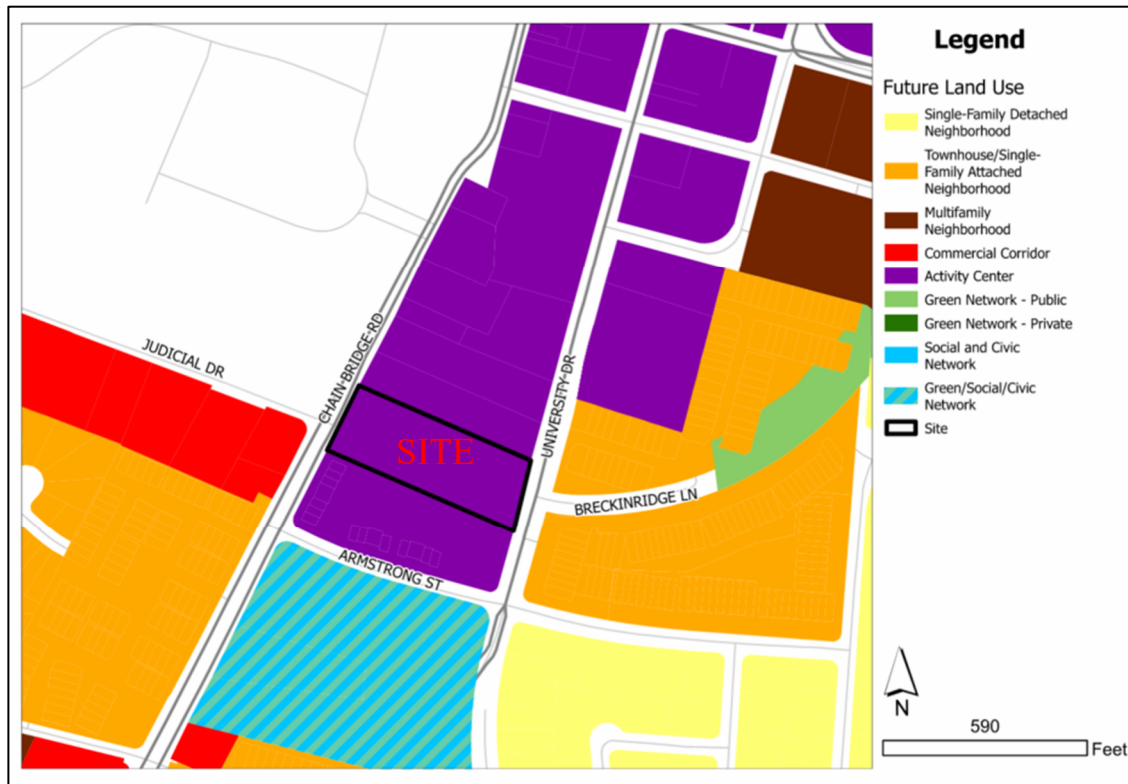 Legend
Future Land Use
Single-Family Detached
Neighborhood
Townhouse/Single-
Family Attached
Neighborhood
Multifamily
Neighborhood
Commercial Corridor
Activity Center
Green Network - Public
Green Network - Private
Social and Civic
Network
Green/Social/Civic
Network
Site
JUDICIAL DR
CHAIN BRIDGE RD
UNIVERSITY DR
SITE
BRECKINRIDGE LN
ARMSTRONG ST
N
590
Feet